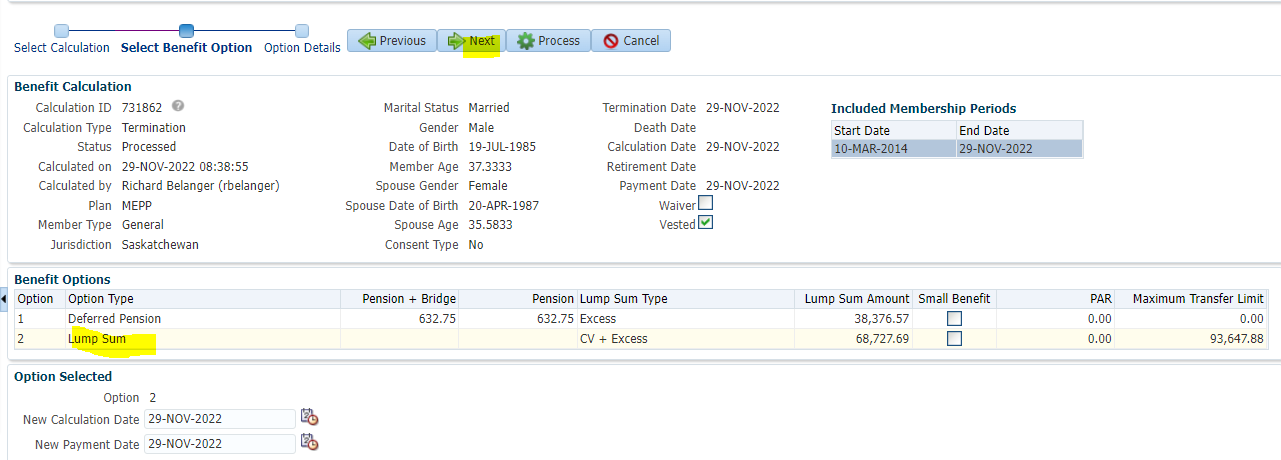 Select Calculation Select Benefit Option Option Details Previous Next Process Cancel
Benefit Calculation
Calculation ID 731862
Calculation Type Termination
Status Processed
Calculated on 29-NOV-2022 08:38:55
Calculated by Richard Belanger (rbelanger)
Plan MEPP
Member Type General
Jurisdiction Saskatchewan
Marital Status Married
Gender Male
Date of Birth 19-JUL-1985
Member Age 37.3333
Spouse Gender Female
Spouse Date of Birth 20-APR-1987
Spouse Age 35.5833
Consent Type No
Termination Date 29-NOV-2022
Death Date
Calculation Date 29-NOV-2022
Retirement Date
Payment Date 29-NOV-2022
Waiver
Vested
Included Membership Periods
Start Date End Date
10-MAR-2014 29-NOV-2022
Benefit Options
Option Option Type Pension + Bridge Pension Lump Sum Type Lump Sum Amount Small Benefit PAR Maximum Transfer Limit
1 Deferred Pension 632.75 632.75 Excess 38,376.57 0.00 0.00
2 Lump Sum CV + Excess 68,727.69 0.00 93,647.88
Option Selected
Option 2
New Calculation Date 29-NOV-2022
New Payment Date 29-NOV-2022